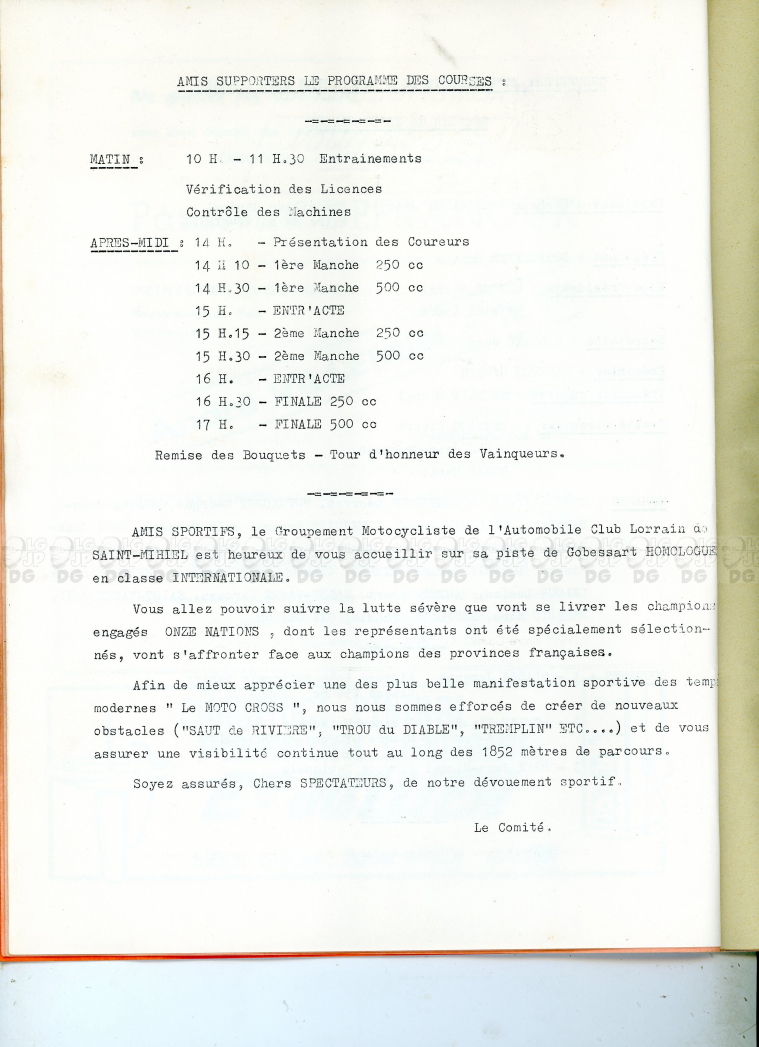 AMIS SUPPORTERS LE PROGRAMME DES COURSES :
-=-=-=-=-=-
MATIN : 10 H. - 11 H.30 Entrainements
Vérification des Licences
Contrôle des Machines
APRES-MIDI : 14 H. - Présentation des Coureurs
14 H 10 - 1ère Manche 250 cc
14 H.30 - 1ère Manche 500 cc
15 H. - ENTR'ACTE
15 H.15 - 2ème Manche 250 cc
15 H.30 - 2ème Manche 500 cc
16 H. - ENTR'ACTE
16 H.30 - FINALE 250 cc
17 H. - FINALE 500 cc
Remise des Bouquets - Tour d'honneur des Vainqueurs.
-=-=-=-=-=-
AMIS SPORTIFS, le Groupement Motocycliste de l'Automobile Club Lorrain de
SAINT-MIHIEL est heureux de vous accueillir sur sa piste de Gobessart HOMOLOGUE
en classe INTERNATIONALE.
Vous allez pouvoir suivre la lutte sévère que vont se livrer les champions
engagés ONZE NATIONS , dont les représentants ont été spécialement sélection-
nés, vont s'affronter face aux champions des provinces françaises.
Afin de mieux apprécier une des plus belle manifestation sportive des temp
modernes " Le MOTO CROSS ", nous nous sommes efforcés de créer de nouveaux
obstacles ("SAUT de RIVIERE", "TROU du DIABLE", "TREMPLIN" ETC....) et de vous
assurer une visibilité continue tout au long des 1852 mètres de parcours.
Soyez assurés, Chers SPECTATEURS, de notre dévouement sportif.
Le Comité.